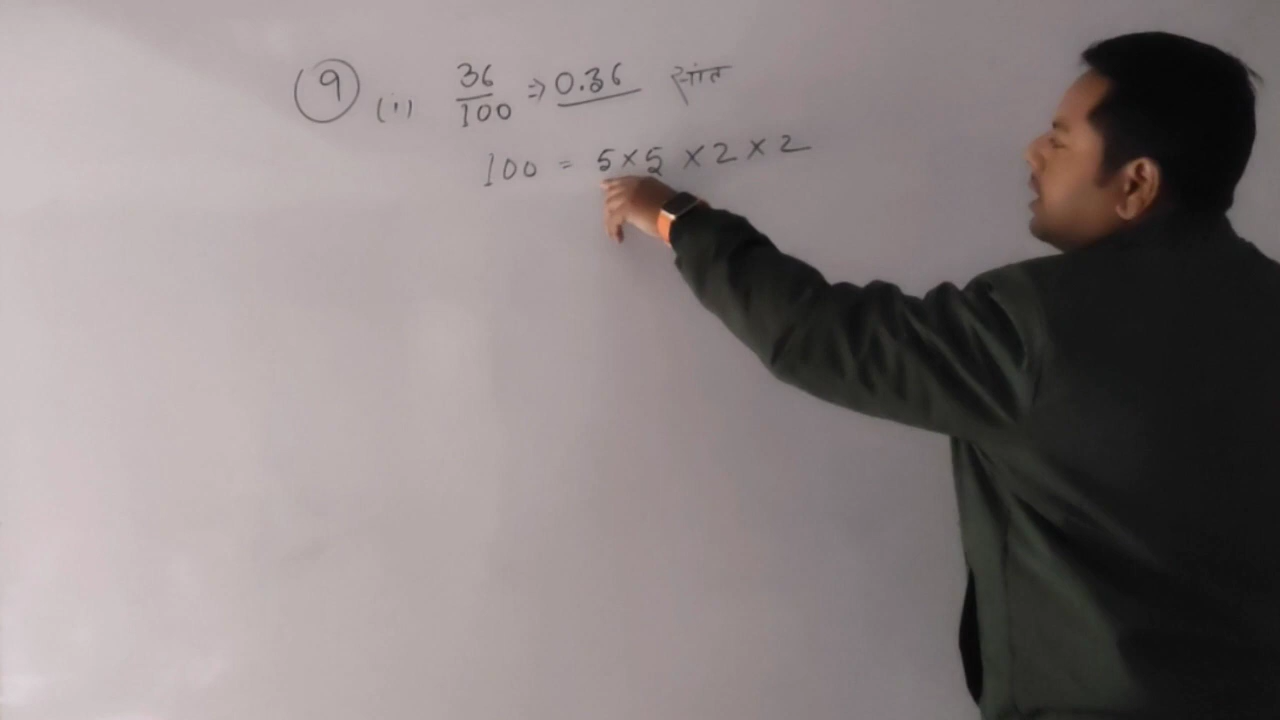 9 (i) 36/100 => 0.36 सांत
100 = 5 × 5 × 2 × 2